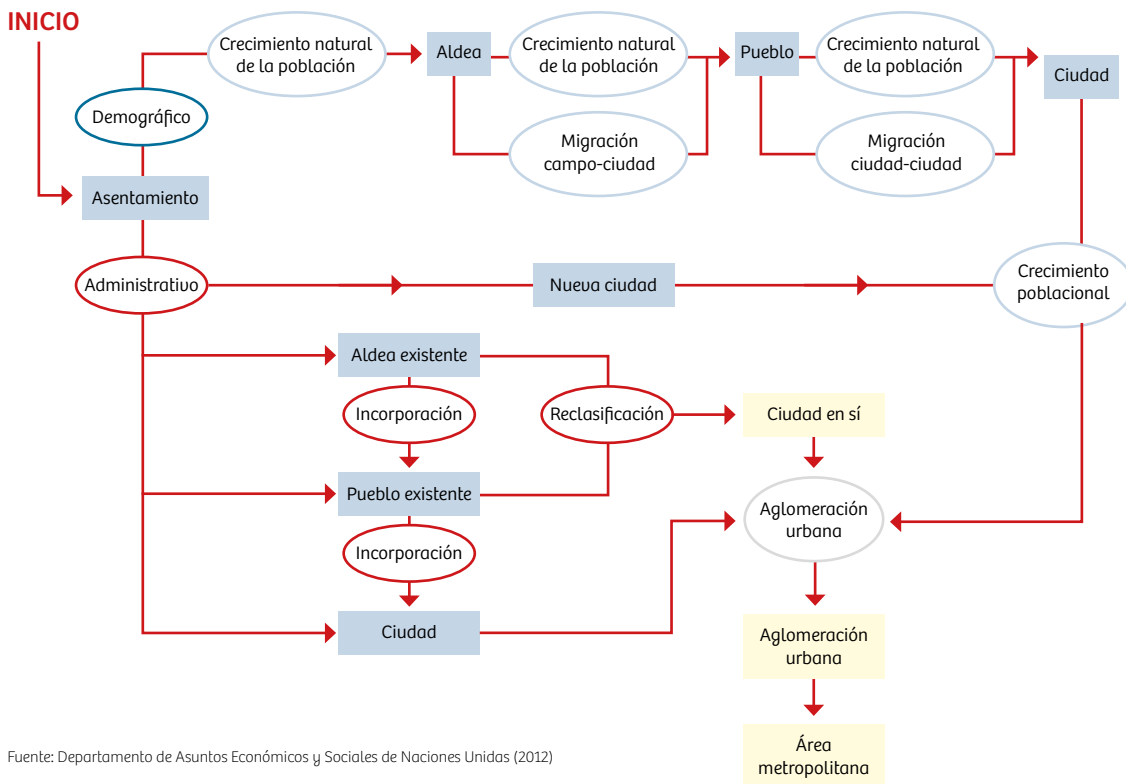 INICIO
Crecimiento natural
de la población
Aldea
Crecimiento natural
de la población
Pueblo
Crecimiento natural
de la población
Ciudad
Demográfico
Migración
campo-ciudad
Migración
ciudad-ciudad
Asentamiento
Administrativo
Nueva ciudad
Crecimiento
poblacional
Aldea existente
Incorporación
Reclasificación
Ciudad en sí
Pueblo existente
Aglomeración
urbana
Incorporación
Ciudad
Aglomeración
urbana
Área
metropolitana
Fuente: Departamento de Asuntos Económicos y Sociales de Naciones Unidas (2012)